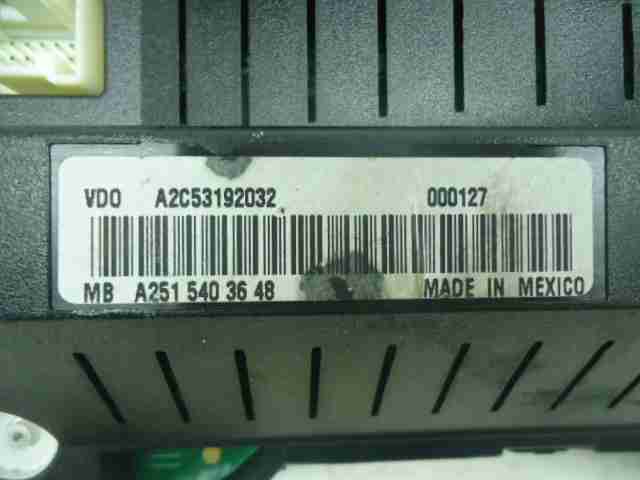 VDO A2C53192032 000127
MB A251 540 36 48 MADE IN MEXICO